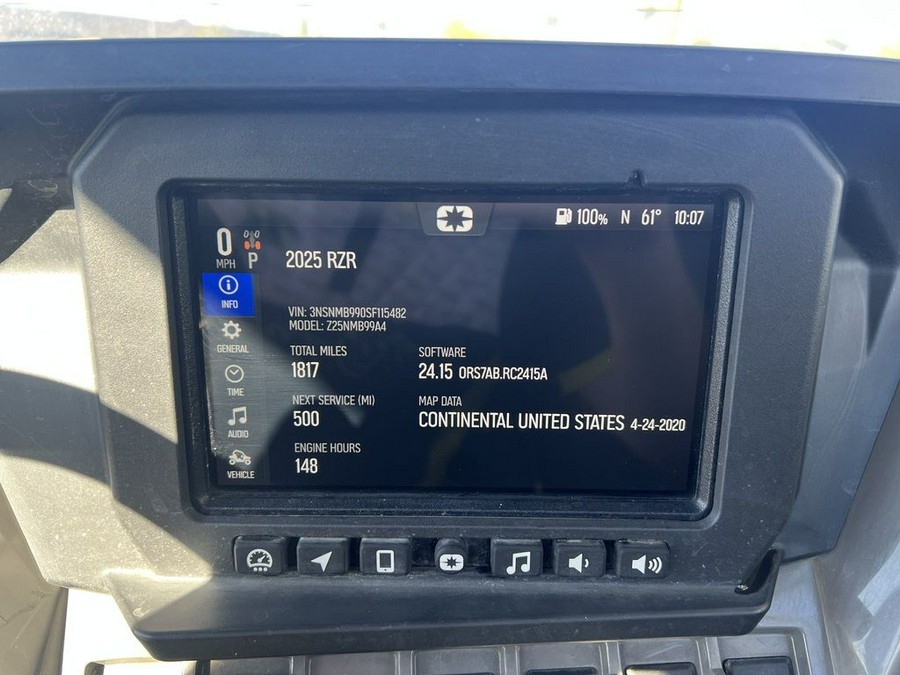 100% N 61° 10:07
0
MPH P
2025 RZR
INFO
VIN: 3NSNMB990SF115482
MODEL: Z25NMB99A4
GENERAL
TOTAL MILES
1817
SOFTWARE
24.15 ORS7AB.RC2415A
TIME
NEXT SERVICE (MI)
500
MAP DATA
CONTINENTAL UNITED STATES 4-24-2020
AUDIO
ENGINE HOURS
148
VEHICLE